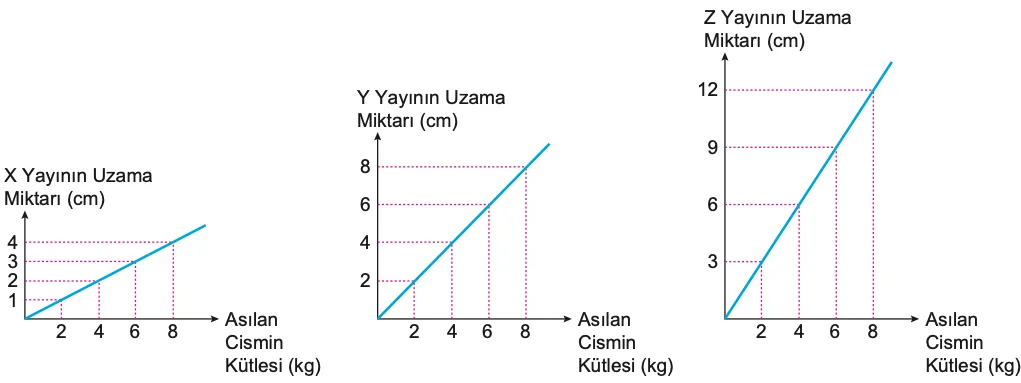 X Yayının Uzama
Miktarı (cm)
4
3
2
1
2 4 6 8
Asılan
Cismin
Kütlesi (kg)
Y Yayının Uzama
Miktarı (cm)
8
6
4
2
2 4 6 8
Asılan
Cismin
Kütlesi (kg)
Z Yayının Uzama
Miktarı (cm)
12
9
6
3
2 4 6 8
Asılan
Cismin
Kütlesi (kg)